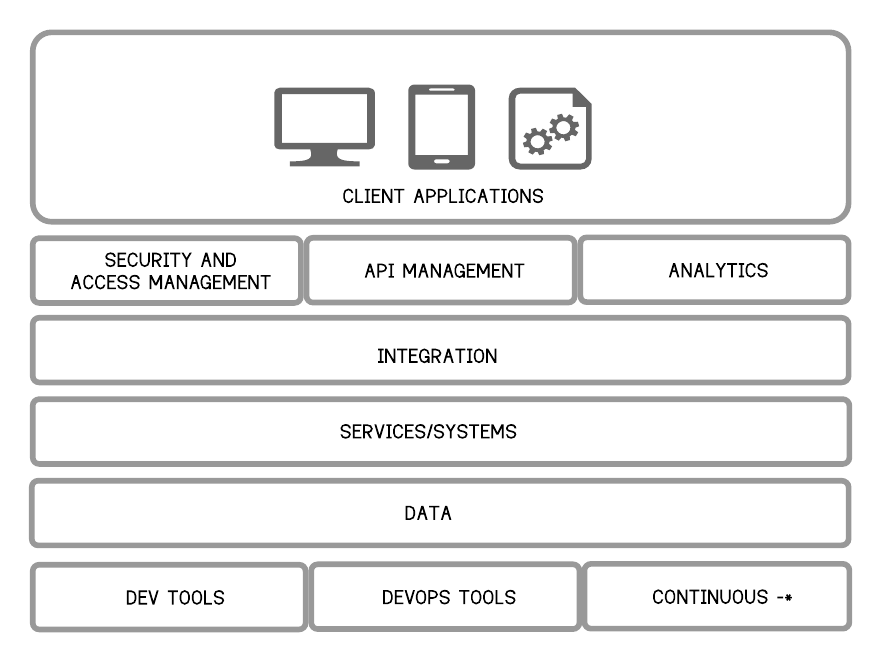 CLIENT APPLICATIONS
SECURITY AND
ACCESS MANAGEMENT
API MANAGEMENT
ANALYTICS
INTEGRATION
SERVICES/SYSTEMS
DATA
DEV TOOLS
DEVOPS TOOLS
CONTINUOUS -*